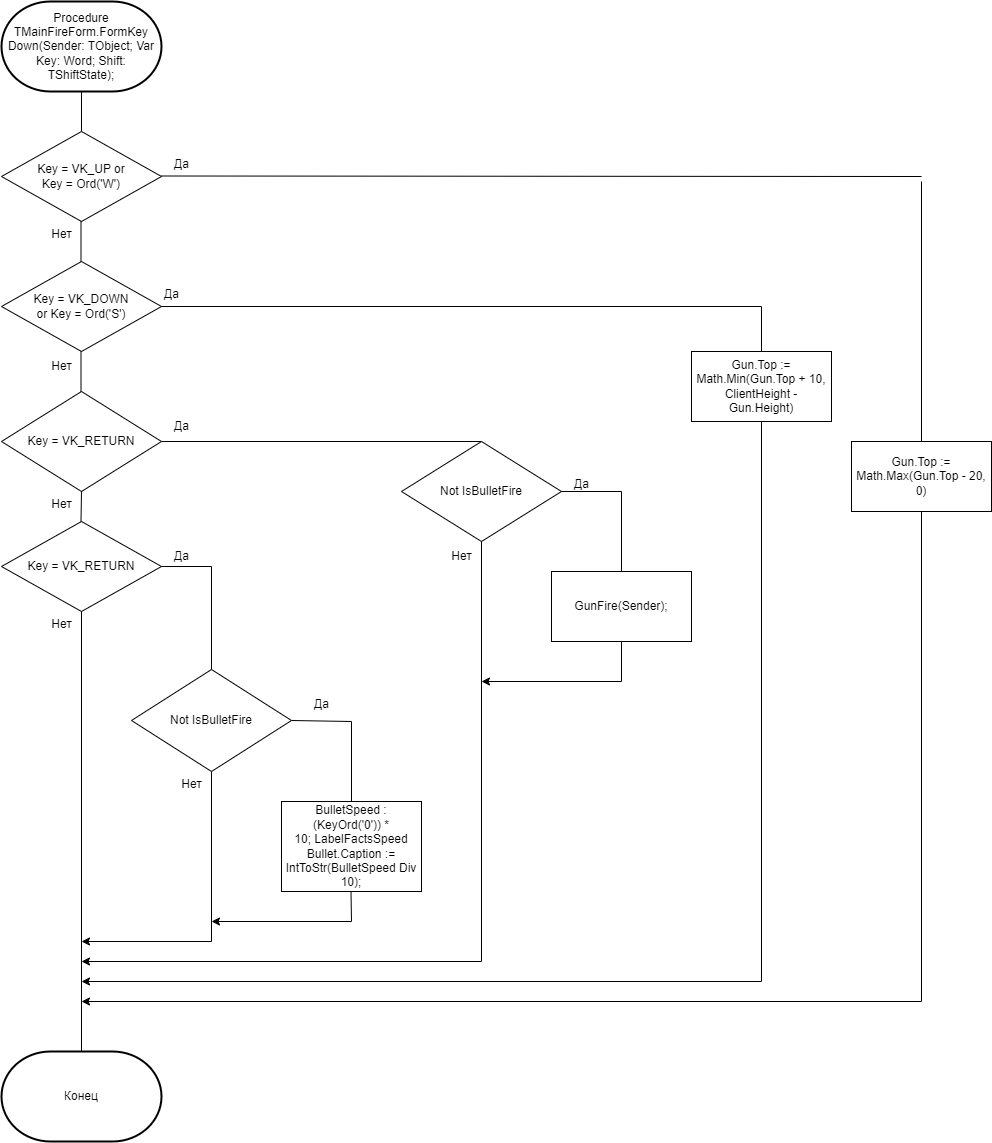 Procedure
TMainFireForm.FormKey
Down(Sender: TObject; Var
Key: Word; Shift:
TShiftState);
Key = VK_UP or
Key = Ord('W')
Да
Нет
Key = VK_DOWN
or Key = Ord('S')
Да
Нет
Gun.Top :=
Math.Min(Gun.Top + 10,
ClientHeight -
Gun.Height)
Gun.Top :=
Math.Max(Gun.Top - 20,
0)
Key = VK_RETURN
Да
Нет
Not IsBulletFire
Да
Нет
GunFire(Sender);
Key = VK_RETURN
Да
Нет
Not IsBulletFire
Да
Нет
BulletSpeed :
(KeyOrd('0')) *
10; LabelFactsSpeed
Bullet.Caption :=
IntToStr(BulletSpeed Div
10);
Конец